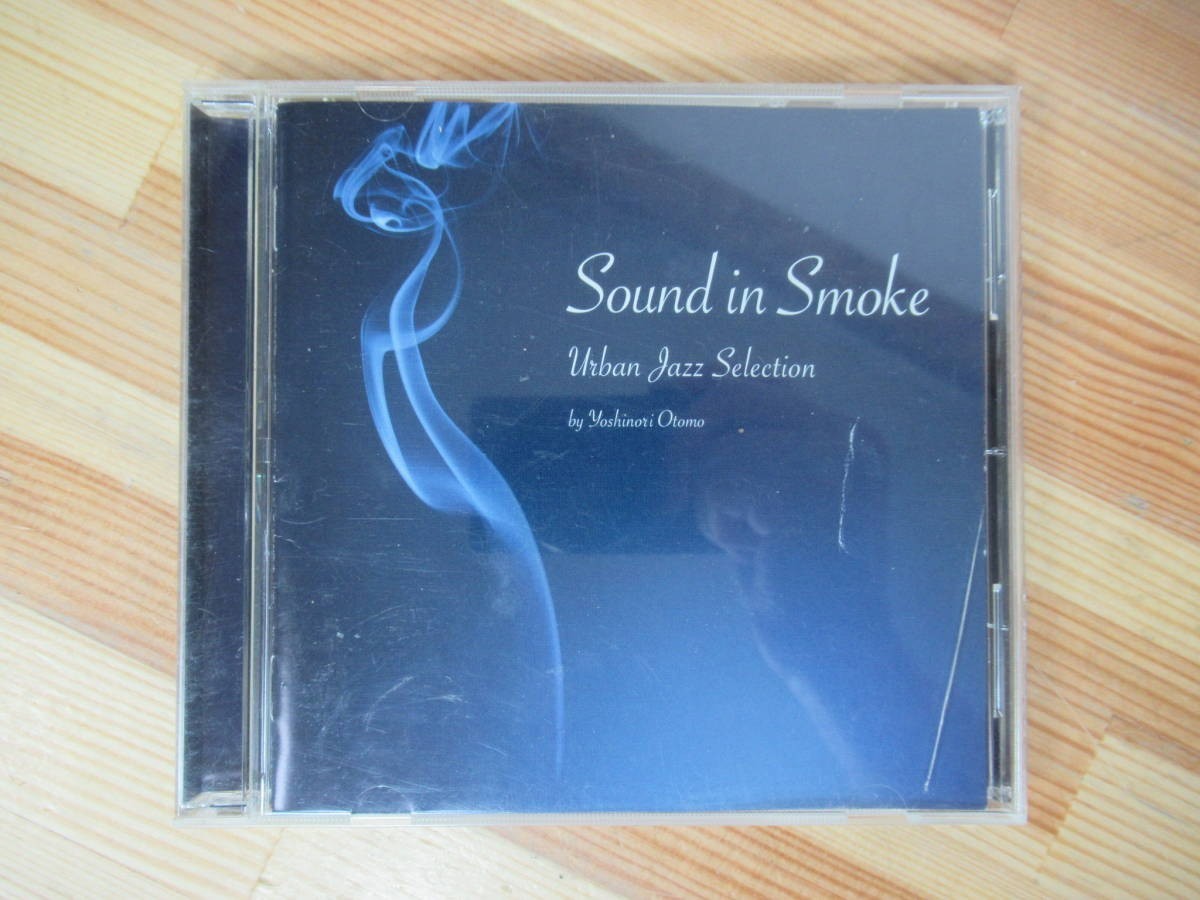 Sound in Smoke
Urban Jazz Selection
by Yoshinori Otomo